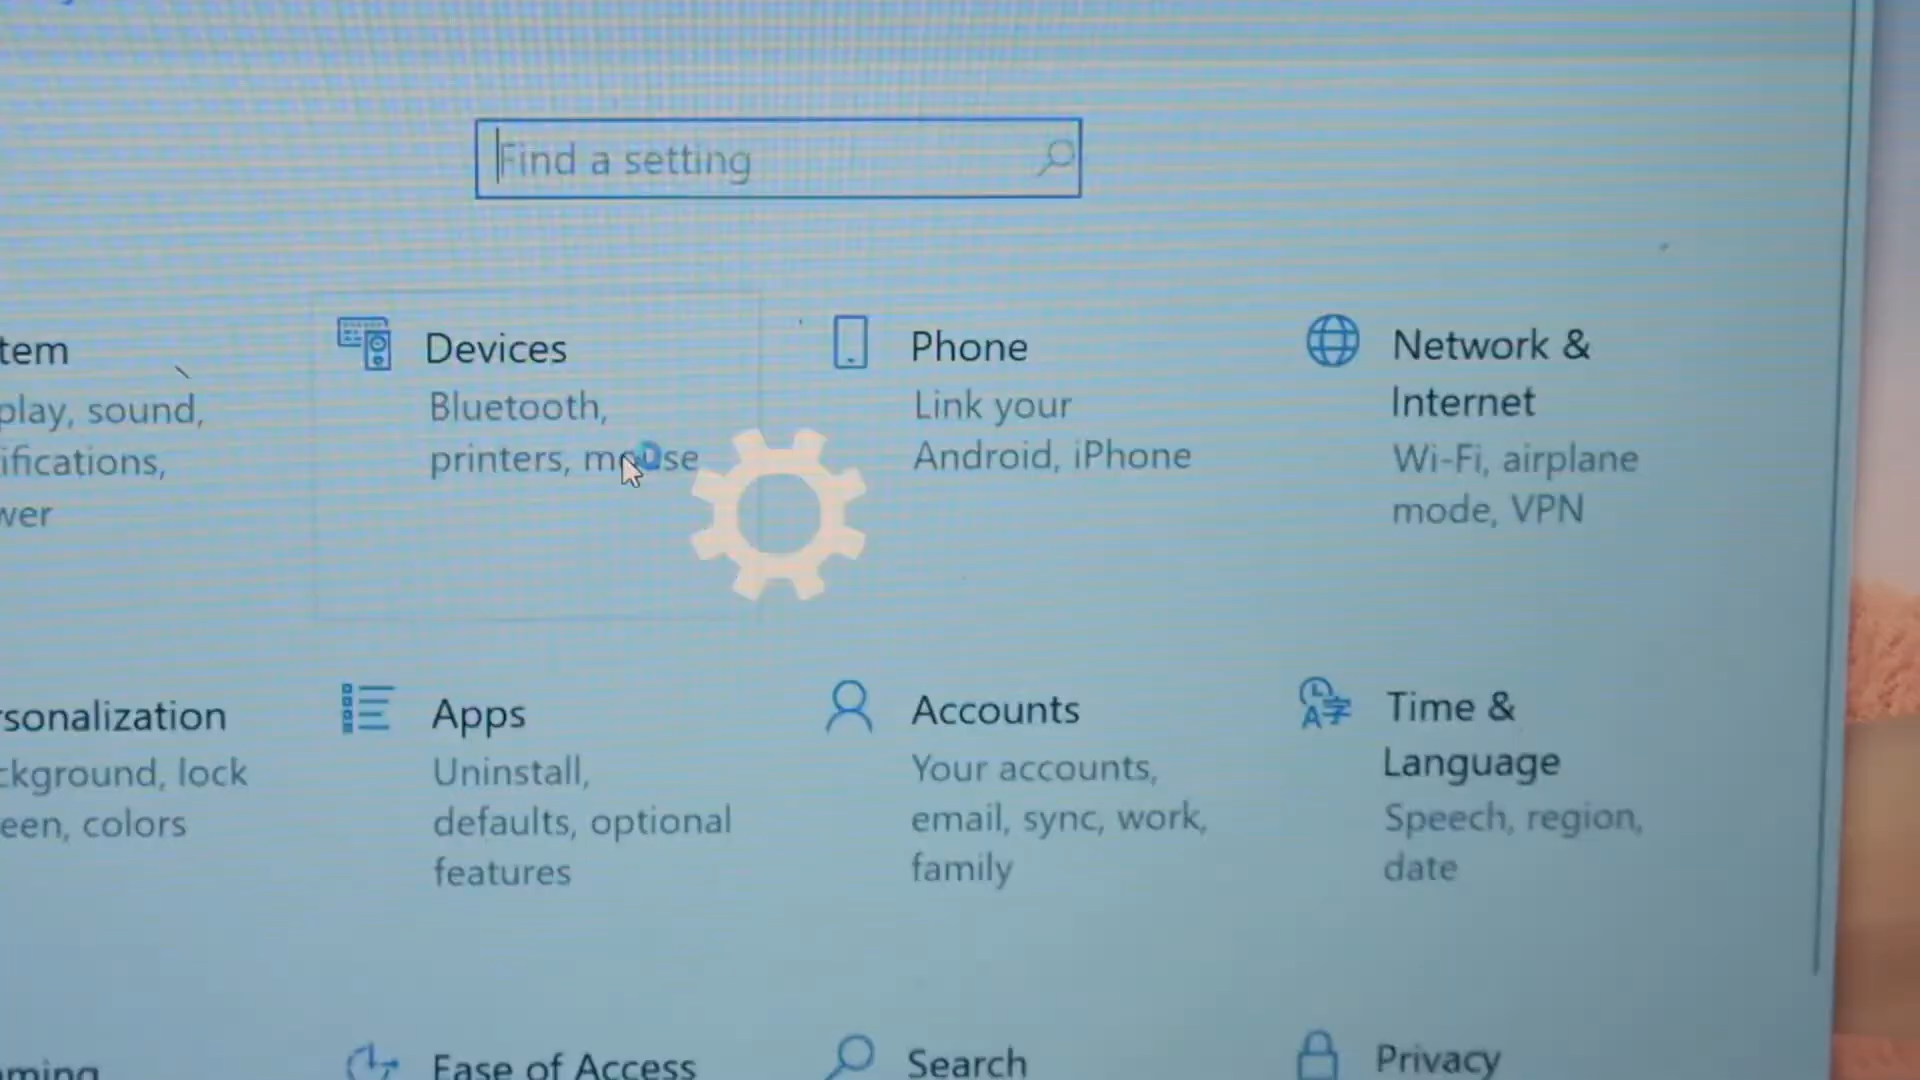 Find a setting
tem
play, sound,
ifications,
wer
Devices
Bluetooth,
printers, mouse
Phone
Link your
Android, iPhone
Network &
Internet
Wi-Fi, airplane
mode, VPN
rsonalization
ckground, lock
een, colors
Apps
Uninstall,
defaults, optional
features
Accounts
Your accounts,
email, sync, work,
family
Time &
Language
Speech, region,
date
ming
Ease of Access
Search
Privacy